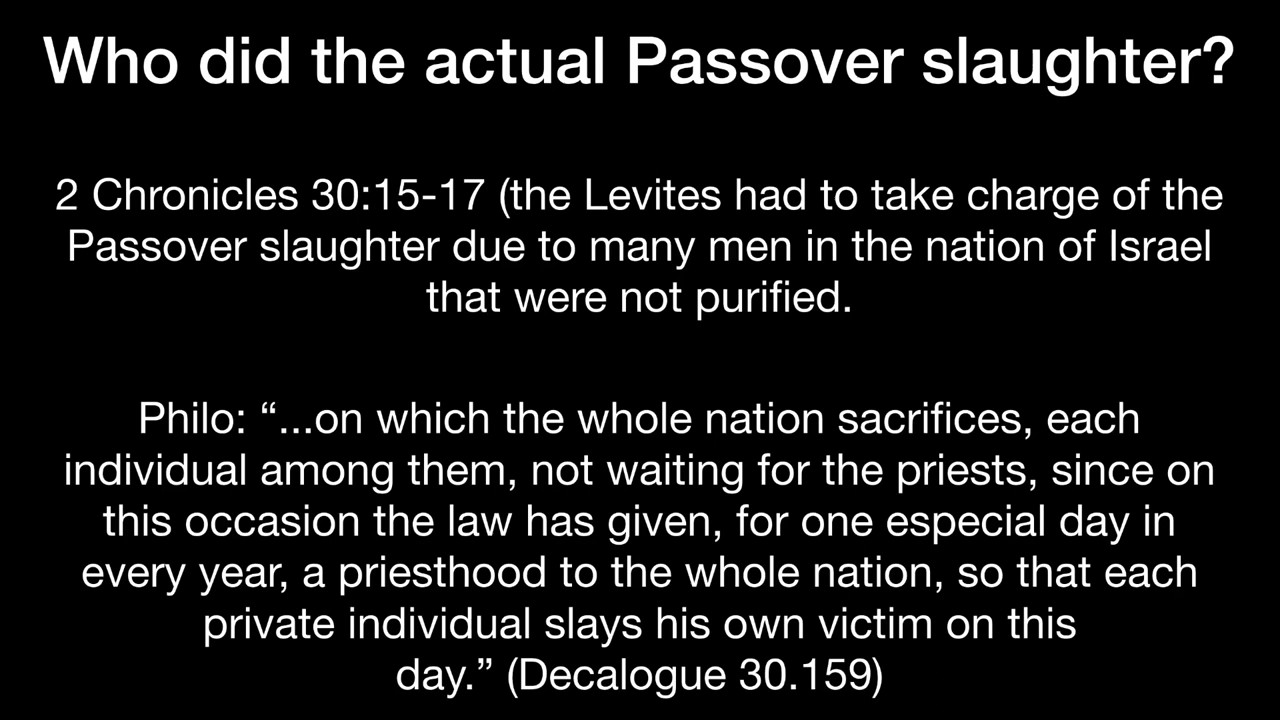 Who did the actual Passover slaughter?
2 Chronicles 30:15-17 (the Levites had to take charge of the
Passover slaughter due to many men in the nation of Israel
that were not purified.
Philo: “...on which the whole nation sacrifices, each
individual among them, not waiting for the priests, since on
this occasion the law has given, for one especial day in
every year, a priesthood to the whole nation, so that each
private individual slays his own victim on this
day.” (Decalogue 30.159)